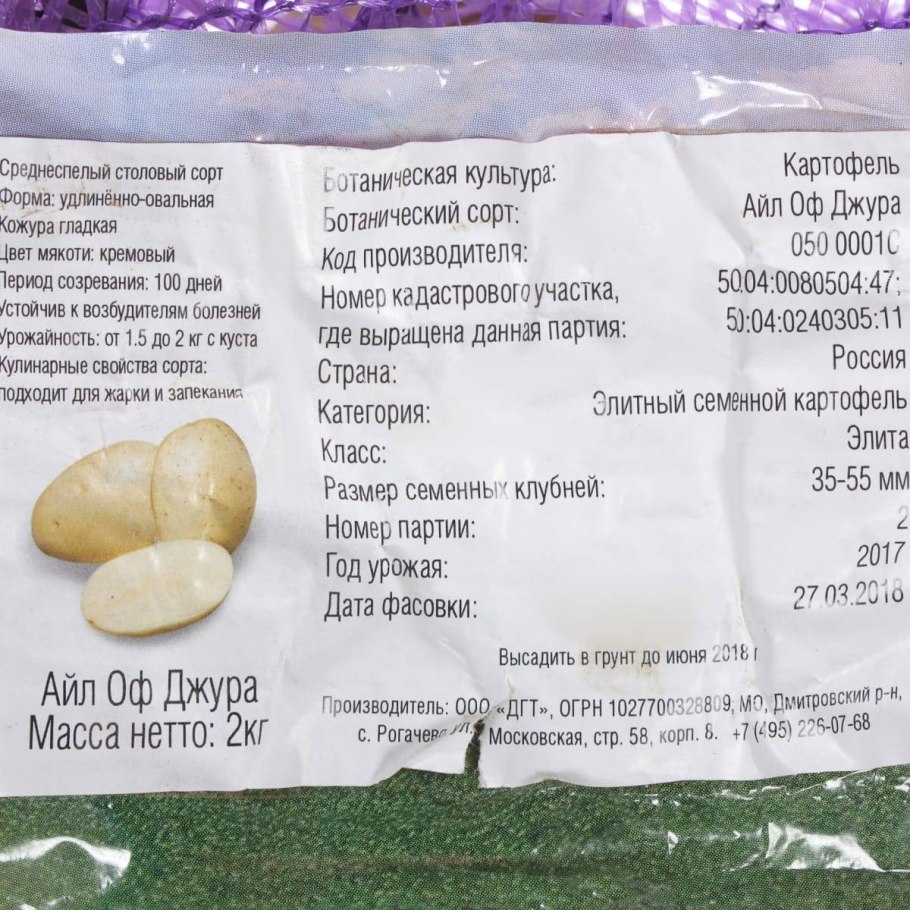 Среднеспелый столовый сорт
Форма: удлинённо-овальная
Кожура гладкая
Цвет мякоти: кремовый
Период созревания: 100 дней
Устойчив к возбудителям болезней
Урожайность: от 1.5 до 2 кг с куста
Кулинарные свойства сорта:
подходит для жарки и запекания
Айл Оф Джура
Масса нетто: 2кг
Ботаническая культура: Картофель
Ботанический сорт: Айл Оф Джура
Код производителя: 050 00010
Номер кадастрового участка, 50:04:0080504:47;
где выращена данная партия: 50:04:0240305:11
Страна: Россия
Категория: Элитный семенной картофель
Класс: Элита
Размер семенных клубней: 35-55 мм
Номер партии: 2
Год урожая: 2017
Дата фасовки: 27.03.2018
Высадить в грунт до июня 2018 г
Производитель: ООО «ДГТ», ОГРН 1027700328809, МО, Дмитровский р-н,
с. Рогачево ул. Московская, стр. 58, корп. 8. +7 (495) 226-07-68